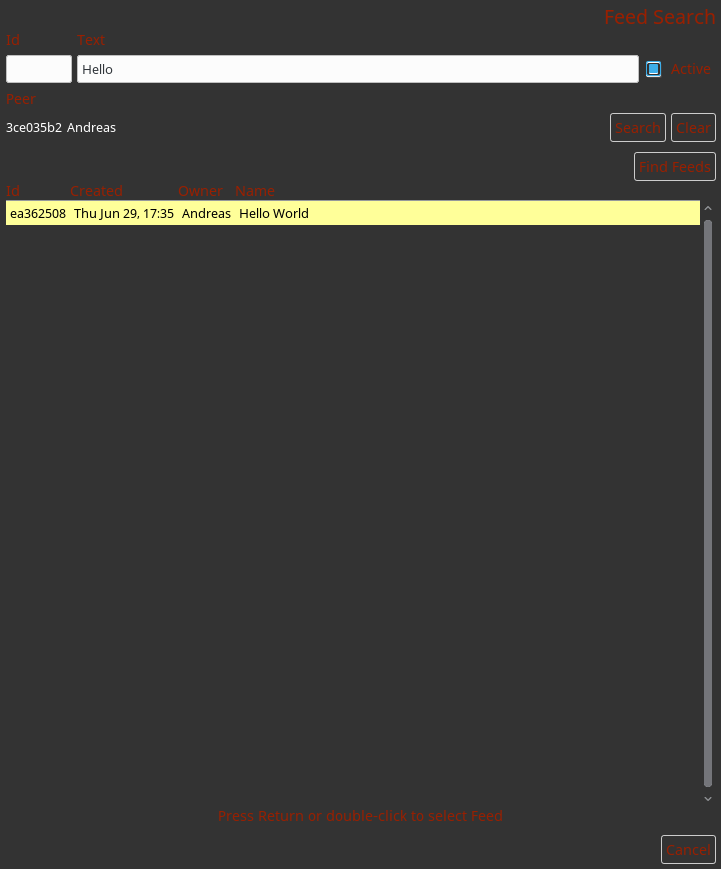 Feed Search
Id Text
Hello Active
Peer
3ce035b2 Andreas Search Clear
Find Feeds
Id Created Owner Name
ea362508 Thu Jun 29, 17:35 Andreas Hello World
Press Return or double-click to select Feed
Cancel